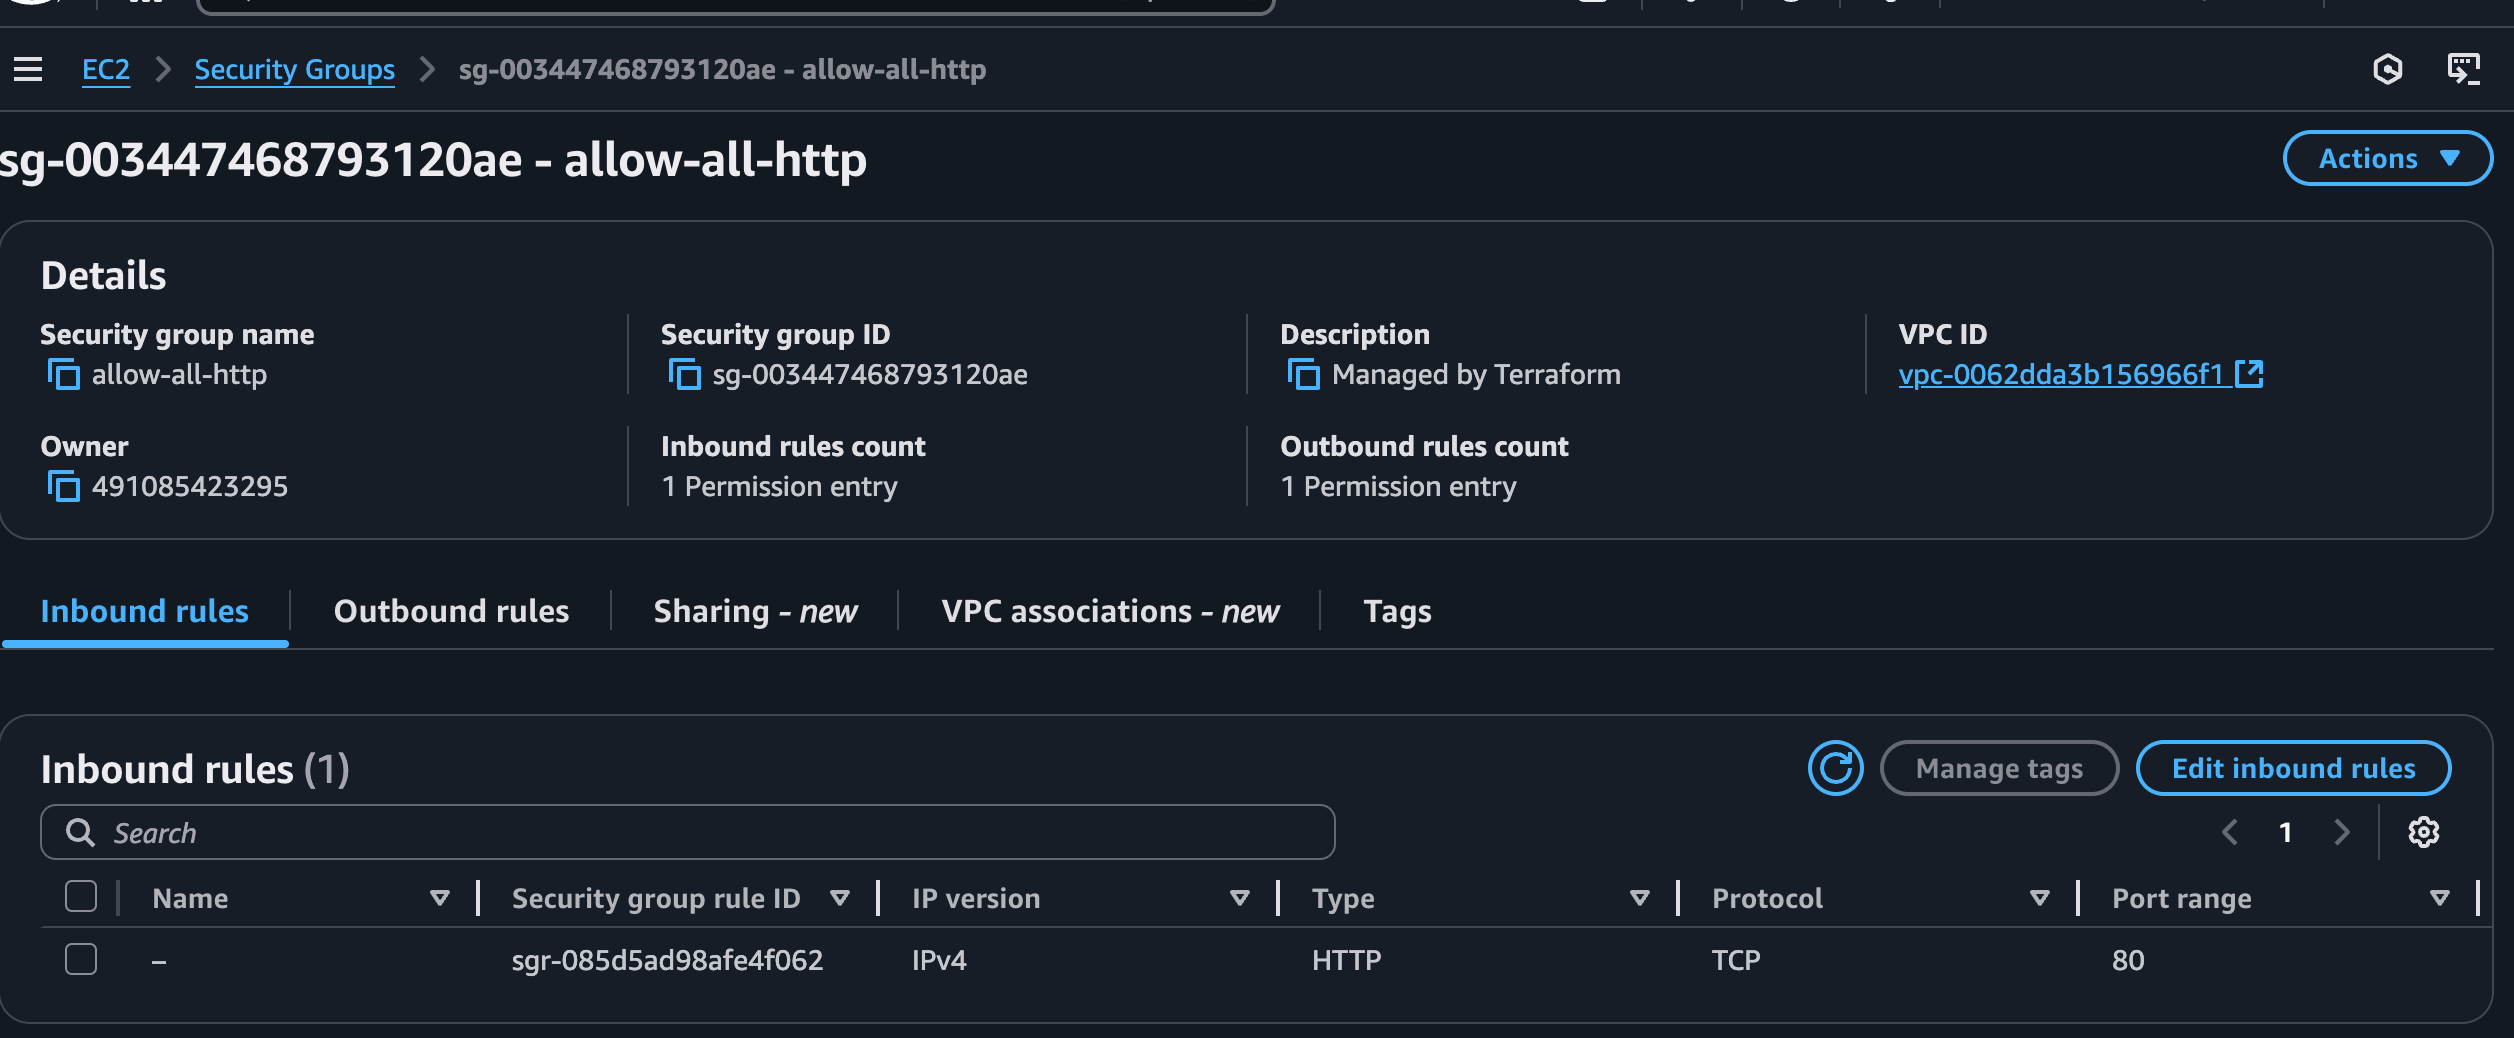 EC2 > Security Groups > sg-003447468793120ae - allow-all-http
sg-003447468793120ae - allow-all-http
Actions
Details
Security group name
allow-all-http
Security group ID
sg-003447468793120ae
Description
Managed by Terraform
VPC ID
vpc-0062dda3b156966f1
Owner
491085423295
Inbound rules count
1 Permission entry
Outbound rules count
1 Permission entry
Inbound rules Outbound rules Sharing - new VPC associations - new Tags
Inbound rules (1)
Manage tags
Edit inbound rules
Search
1
Name Security group rule ID IP version Type Protocol Port range
– sgr-085d5ad98afe4f062 IPv4 HTTP TCP 80